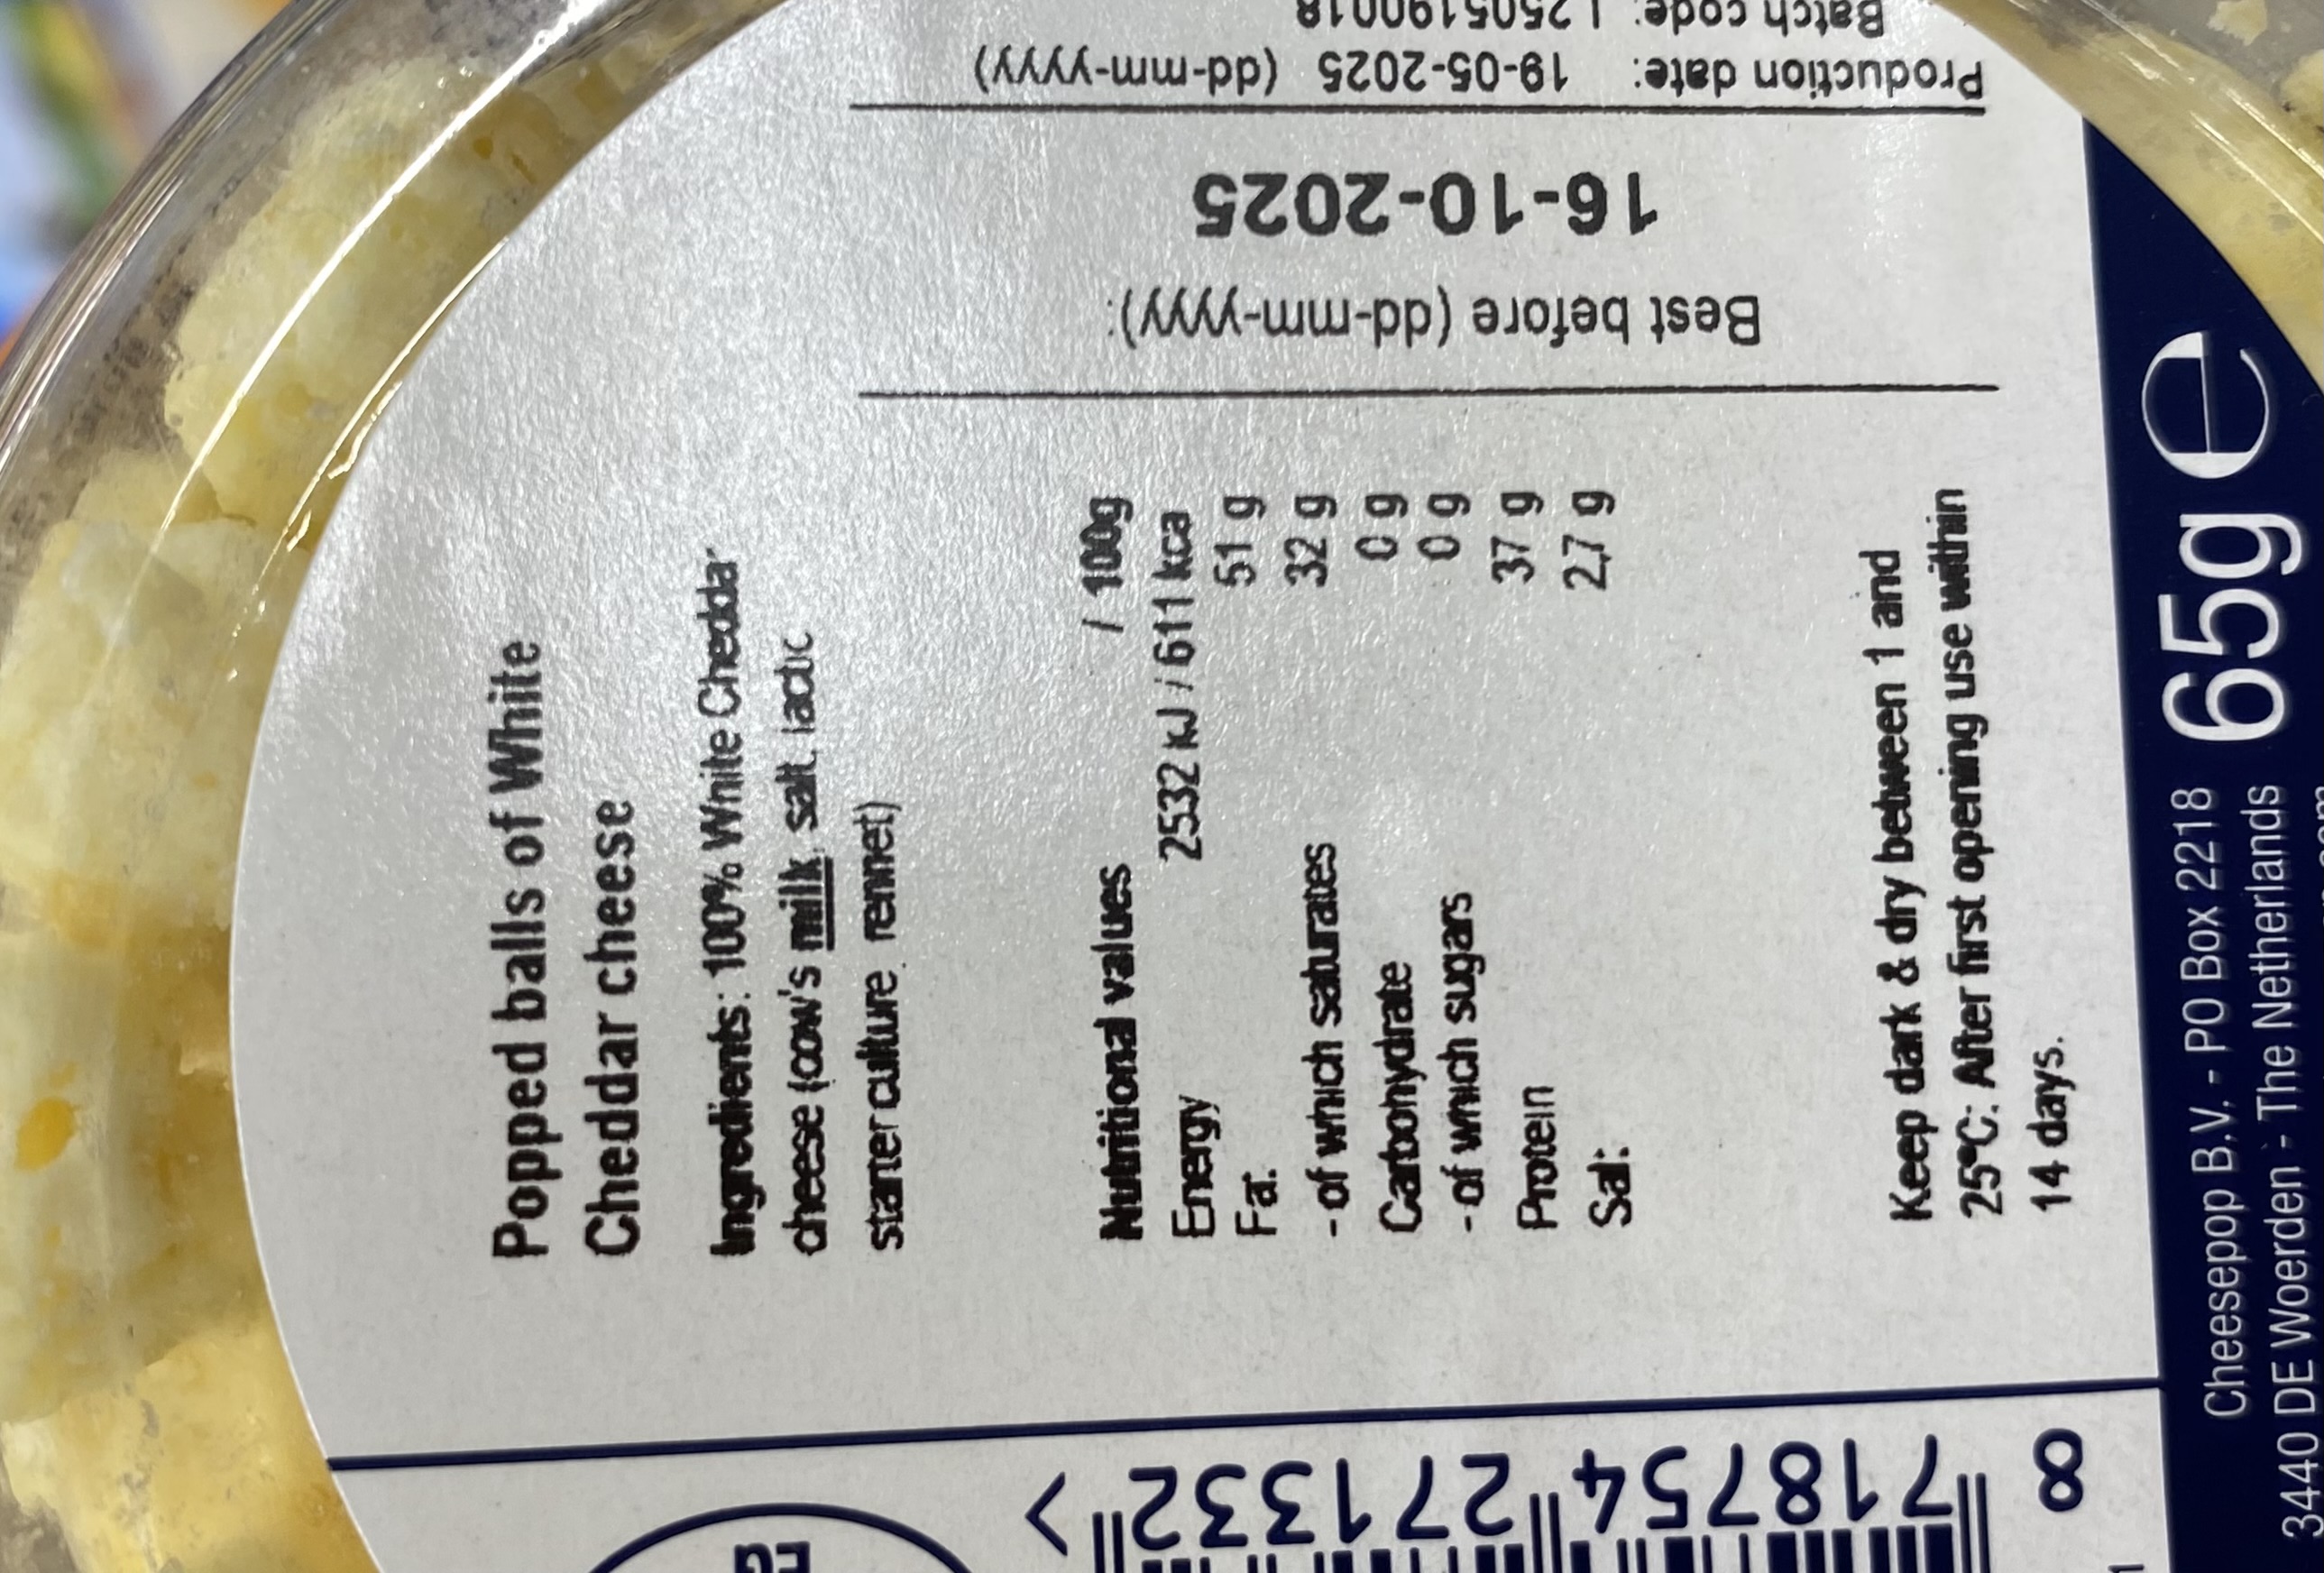 Popped balls of White
Cheddar cheese
Ingredients: 100% White Cheddar
cheese (cow's milk, salt, lactic
starter culture, rennet)
Nutritional values / 100g
Energy 2532 kJ / 611 kca
Fat 51 g
- of which saturates 32 g
Carbohydrate 0 g
- of which sugars 0 g
Protein 37 g
Salt 2,7 g
Keep dark & dry between 1 and
25°C. After first opening use within
14 days.
Best before (dd-mm-yyyy):
16-10-2025
Production date: 19-05-2025 (dd-mm-yyyy)
Batch code: L2505190018
Cheesepop B.V. - PO Box 2218
3440 DE Woerden - The Netherlands
65g e
8 718754 271332 >